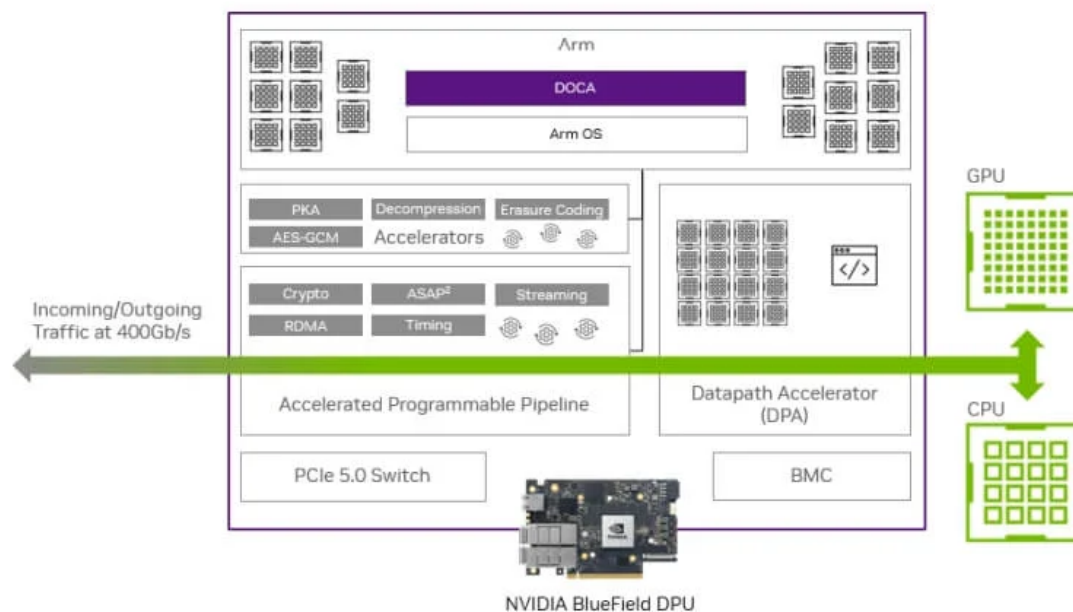 Arm
DOCA
Arm OS
PKA
Decompression
Erasure Coding
AES-GCM
Accelerators
Crypto
ASAP²
Streaming
RDMA
Timing
Accelerated Programmable Pipeline
Datapath Accelerator
(DPA)
Incoming/Outgoing
Traffic at 400Gb/s
GPU
CPU
PCIe 5.0 Switch
BMC
NVIDIA
NVIDIA BlueField DPU